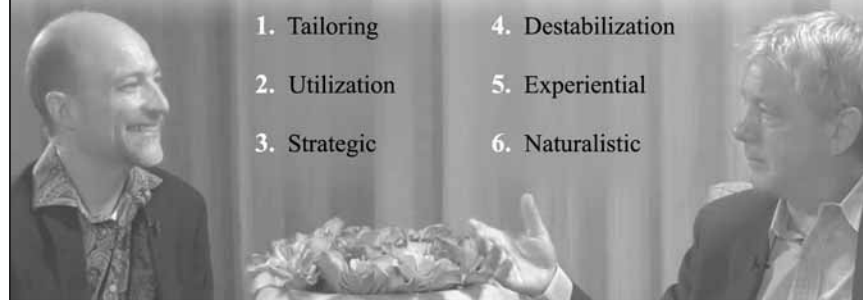 1. Tailoring
2. Utilization
3. Strategic
4. Destabilization
5. Experiential
6. Naturalistic